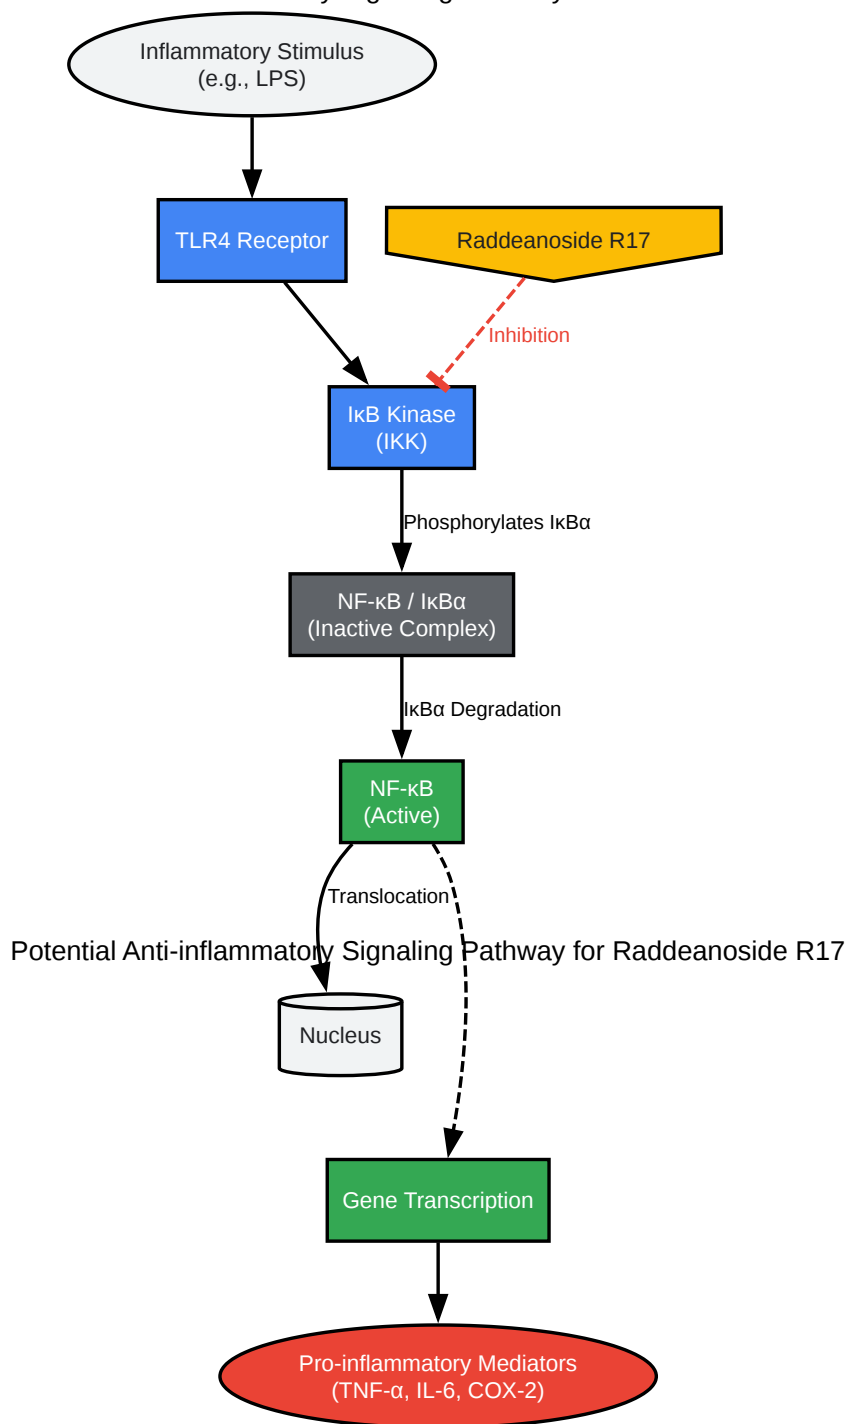 Inflammatory Stimulus
(e.g., LPS)
TLR4 Receptor
Raddeanoside R17
Inhibition
IκB Kinase
(IKK)
Phosphorylates IκBα
NF-κB / IκBα
(Inactive Complex)
IκBα Degradation
NF-κB
(Active)
Translocation
Potential Anti-inflammatory Signaling Pathway for Raddeanoside R17
Nucleus
Gene Transcription
Pro-inflammatory Mediators
(TNF-α, IL-6, COX-2)